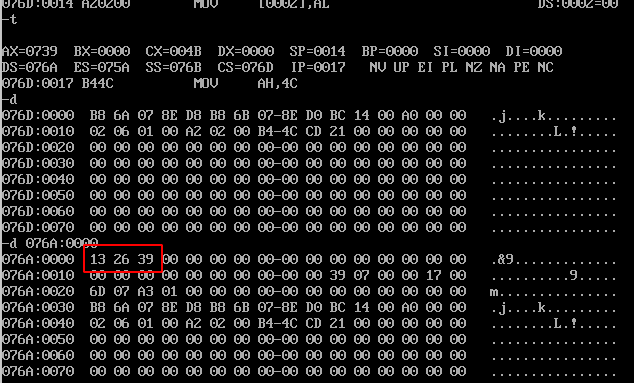 076D:0014 A20200 MOV [0002],AL DS:0002=00
-t
AX=0739 BX=0000 CX=004B DX=0000 SP=0014 BP=0000 SI=0000 DI=0000
DS=076A ES=075A SS=076B CS=076D IP=0017 NV UP EI PL NZ NA PE NC
076D:0017 B44C MOV AH,4C
-d
076D:0000 B8 6A 07 8E D8 B8 6B 07-8E D0 BC 14 00 A0 00 00 .j....k.........
076D:0010 02 06 01 00 A2 02 00 B4-4C CD 21 00 00 00 00 00 ........L.!.....
076D:0020 00 00 00 00 00 00 00 00-00 00 00 00 00 00 00 00 ................
076D:0030 00 00 00 00 00 00 00 00-00 00 00 00 00 00 00 00 ................
076D:0040 00 00 00 00 00 00 00 00-00 00 00 00 00 00 00 00 ................
076D:0050 00 00 00 00 00 00 00 00-00 00 00 00 00 00 00 00 ................
076D:0060 00 00 00 00 00 00 00 00-00 00 00 00 00 00 00 00 ................
076D:0070 00 00 00 00 00 00 00 00-00 00 00 00 00 00 00 00 ................
-d 076A:0000
076A:0000 13 26 39 00 00 00 00 00-00 00 00 00 00 00 00 00 .&9.............
076A:0010 00 00 00 00 00 00 00 00-00 00 39 07 00 00 17 00 ..........9.....
076A:0020 6D 07 A3 01 00 00 00 00-00 00 00 00 00 00 00 00 m...............
076A:0030 B8 6A 07 8E D8 B8 6B 07-8E D0 BC 14 00 A0 00 00 .j....k.........
076A:0040 02 06 01 00 A2 02 00 B4-4C CD 21 00 00 00 00 00 ........L.!.....
076A:0050 00 00 00 00 00 00 00 00-00 00 00 00 00 00 00 00 ................
076A:0060 00 00 00 00 00 00 00 00-00 00 00 00 00 00 00 00 ................
076A:0070 00 00 00 00 00 00 00 00-00 00 00 00 00 00 00 00 ................